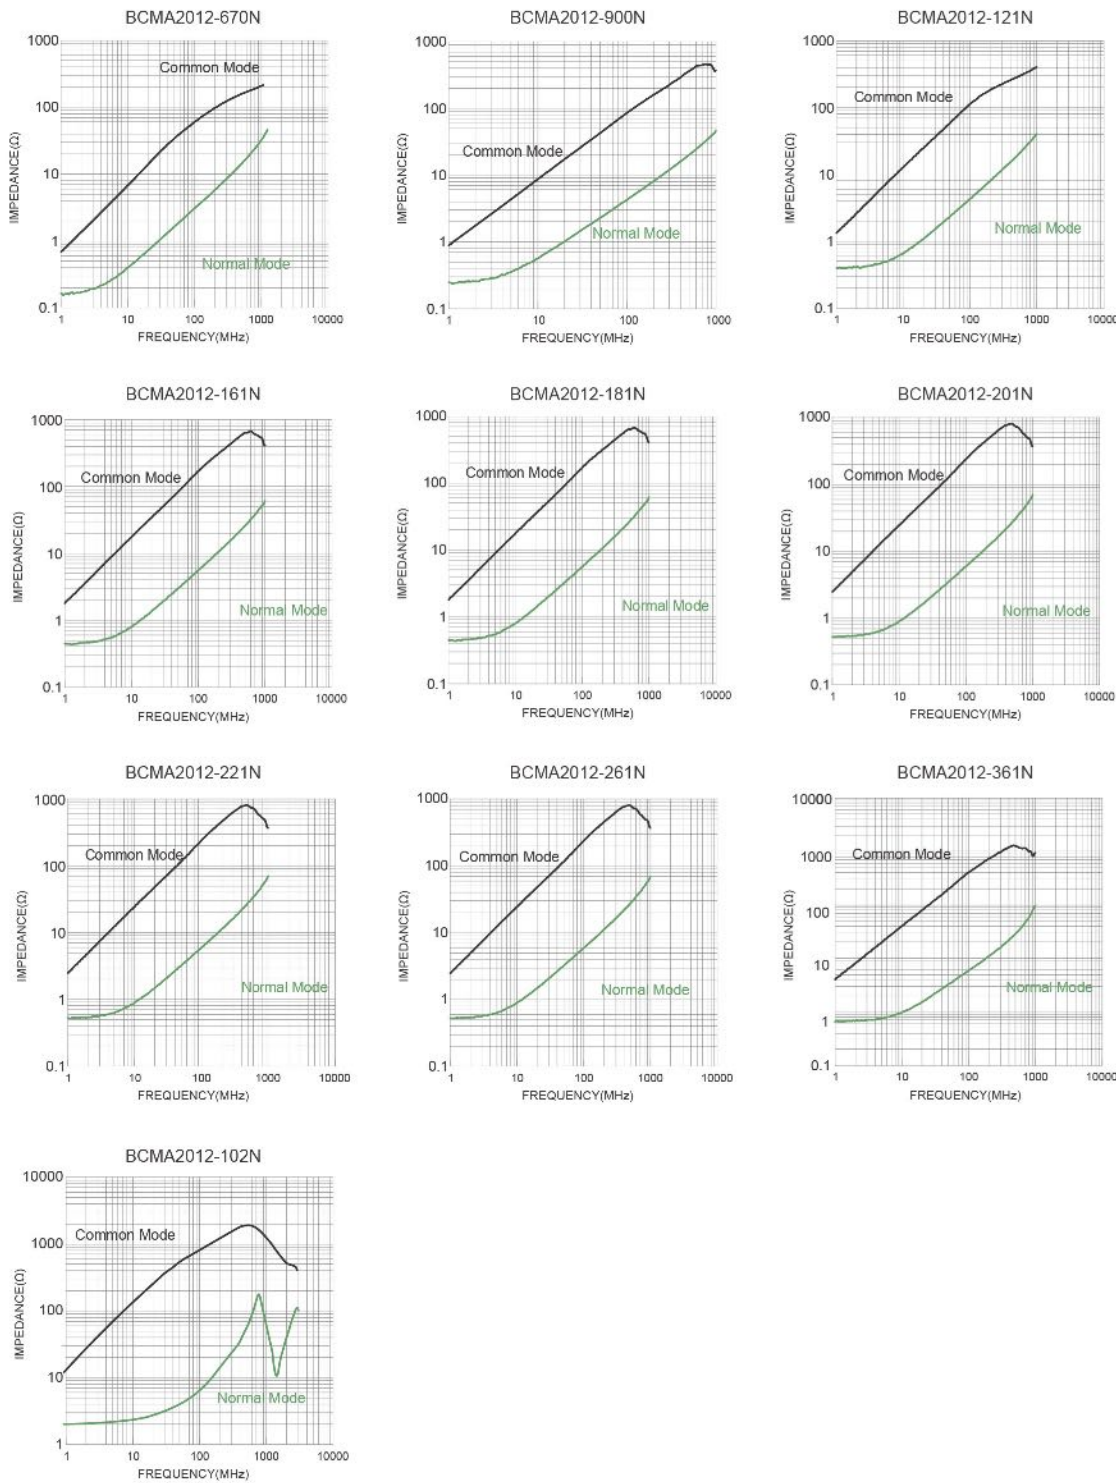 BCMA2012-670N
IMPEDANCE(Ω)
1000
100
10
1
0.1
Common Mode
Normal Mode
1 10 100 1000 10000
FREQUENCY(MHz)
BCMA2012-900N
IMPEDANCE(Ω)
1000
100
10
1
0.1
Common Mode
Normal Mode
1 10 100 1000
FREQUENCY(MHz)
BCMA2012-121N
IMPEDANCE(Ω)
1000
100
10
1
0.1
Common Mode
Normal Mode
1 10 100 1000 10000
FREQUENCY(MHz)
BCMA2012-161N
IMPEDANCE(Ω)
1000
100
10
1
0.1
Common Mode
Normal Mode
1 10 100 1000 10000
FREQUENCY(MHz)
BCMA2012-181N
IMPEDANCE(Ω)
1000
100
10
1
0.1
Common Mode
Normal Mode
1 10 100 1000 10000
FREQUENCY(MHz)
BCMA2012-201N
IMPEDANCE(Ω)
1000
100
10
1
0.1
Common Mode
Normal Mode
1 10 100 1000 10000
FREQUENCY(MHz)
BCMA2012-221N
IMPEDANCE(Ω)
1000
100
10
1
0.1
Common Mode
Normal Mode
1 10 100 1000 10000
FREQUENCY(MHz)
BCMA2012-261N
IMPEDANCE(Ω)
1000
100
10
1
0.1
Common Mode
Normal Mode
1 10 100 1000 10000
FREQUENCY(MHz)
BCMA2012-361N
IMPEDANCE(Ω)
10000
1000
100
10
1
0.1
Common Mode
Normal Mode
1 10 100 1000 10000
FREQUENCY(MHz)
BCMA2012-102N
IMPEDANCE(Ω)
10000
1000
100
10
1
Common Mode
Normal Mode
1 10 100 1000 10000
FREQUENCY(MHz)